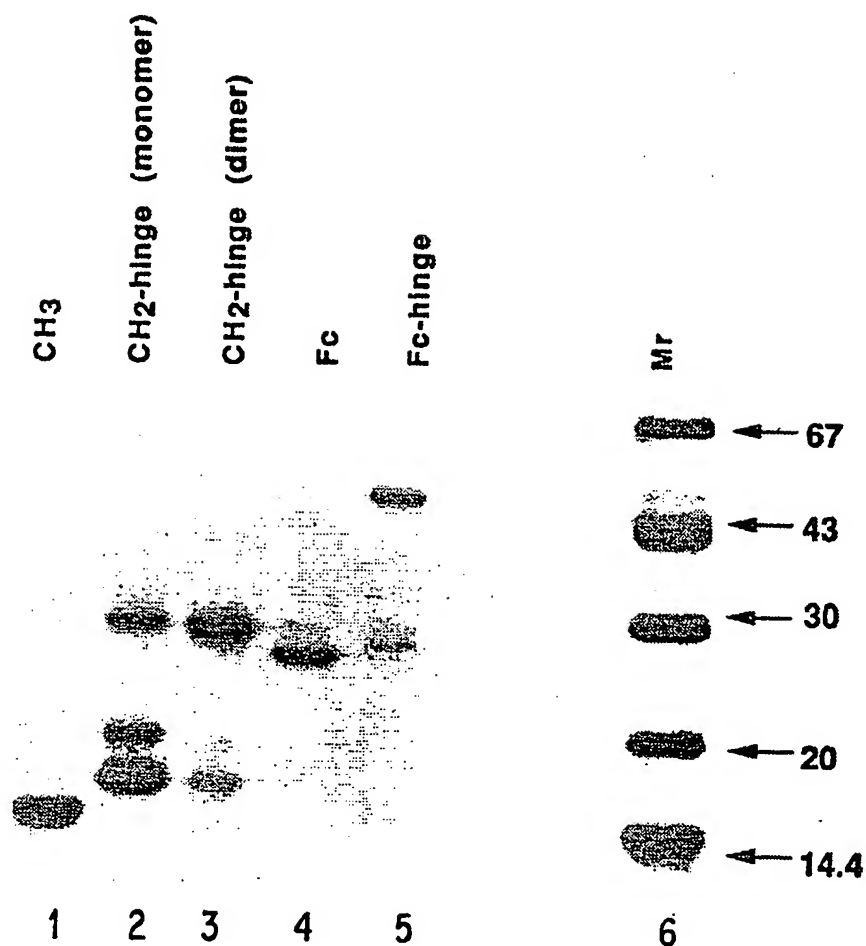 CH3
CH2-hinge (monomer)
CH2-hinge (dimer)
Fc
Fc-hinge
Mr
67
43
30
20
14.4
1 2 3 4 5 6